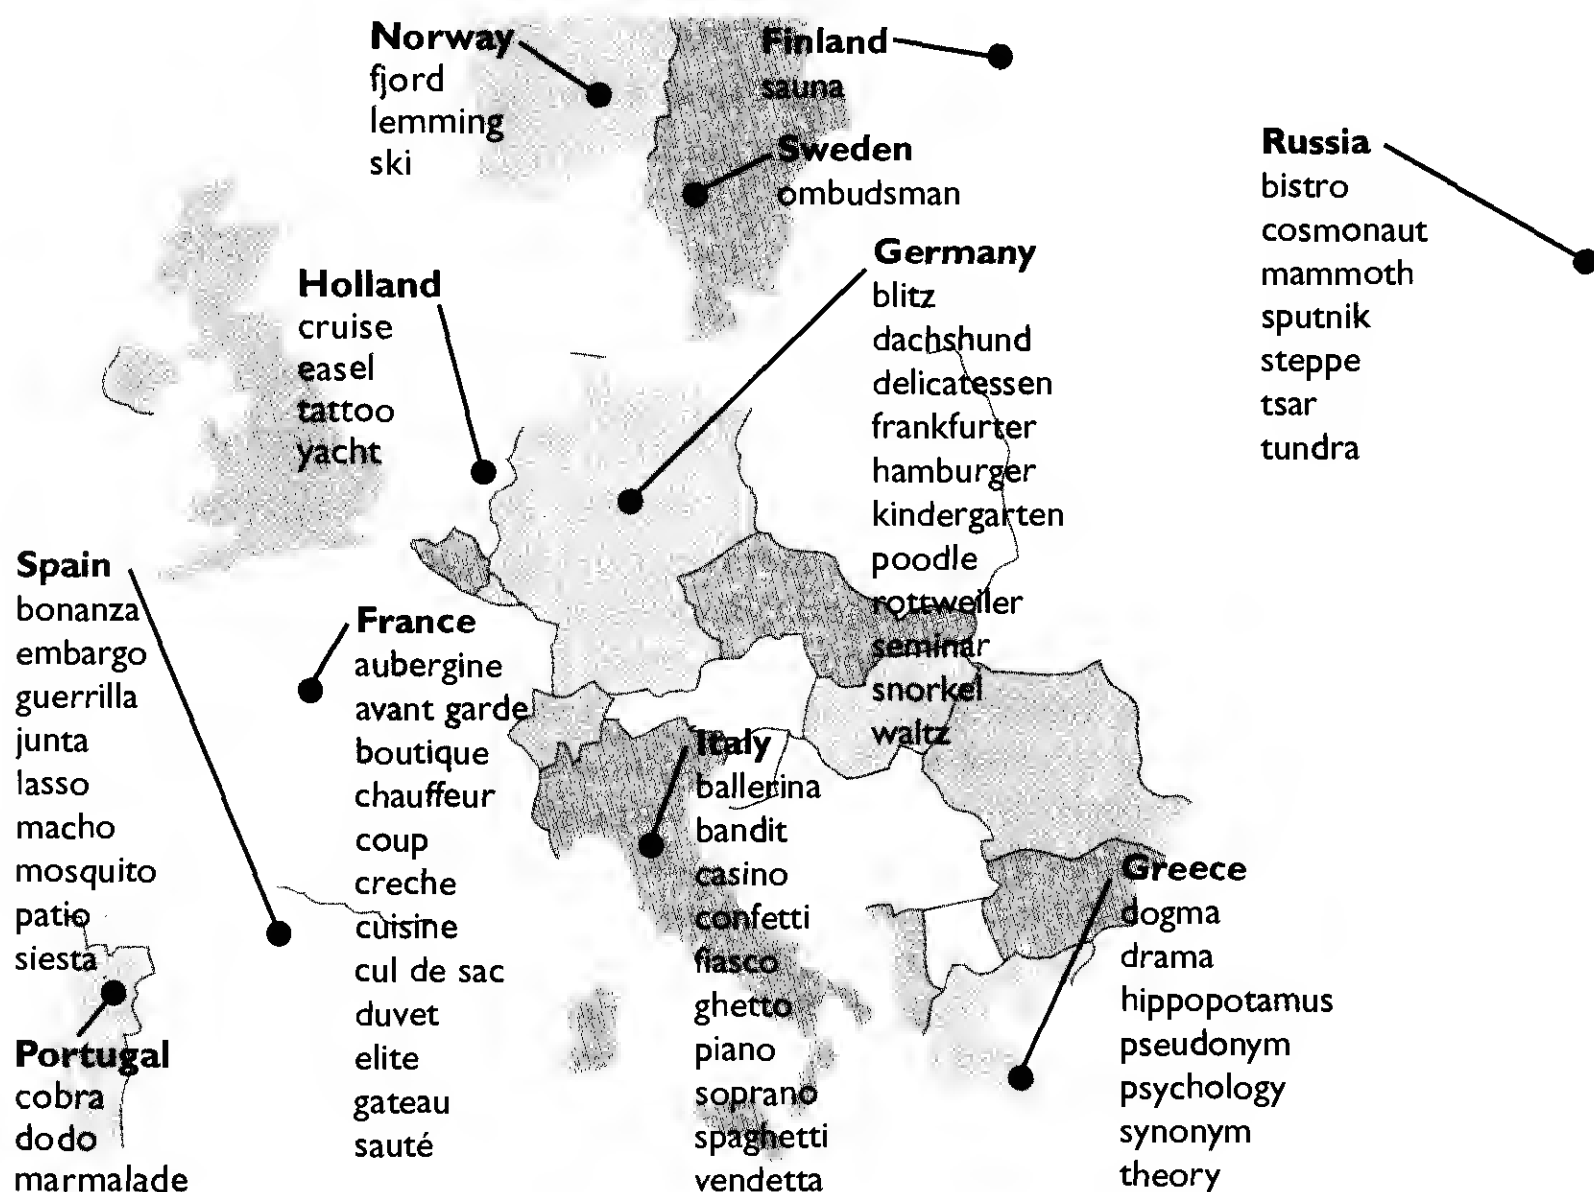 Norway
fjord
lemming
ski
Finland
sauna
Sweden
ombudsman
Russia
bistro
cosmonaut
mammoth
sputnik
steppe
tsar
tundra
Holland
cruise
easel
tattoo
yacht
Germany
blitz
dachshund
delicatessen
frankfurter
hamburger
kindergarten
poodle
rottweiler
seminar
snorkel
waltz
Spain
bonanza
embargo
guerrilla
junta
lasso
macho
mosquito
patio
siesta
France
aubergine
avant garde
boutique
chauffeur
coup
creche
cuisine
cul de sac
duvet
elite
gateau
sauté
Italy
ballerina
bandit
casino
confetti
fiasco
ghetto
piano
soprano
spaghetti
vendetta
Greece
dogma
drama
hippopotamus
pseudonym
psychology
synonym
theory
Portugal
cobra
dodo
marmalade